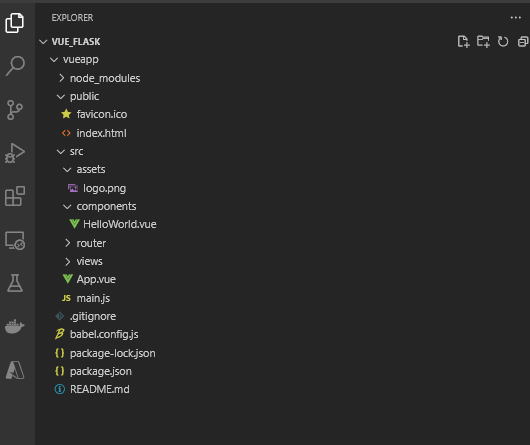 EXPLORER
VUE_FLASK
vueapp
node_modules
public
favicon.ico
index.html
src
assets
logo.png
components
HelloWorld.vue
router
views
App.vue
JS main.js
.gitignore
babel.config.js
{} package-lock.json
{} package.json
README.md